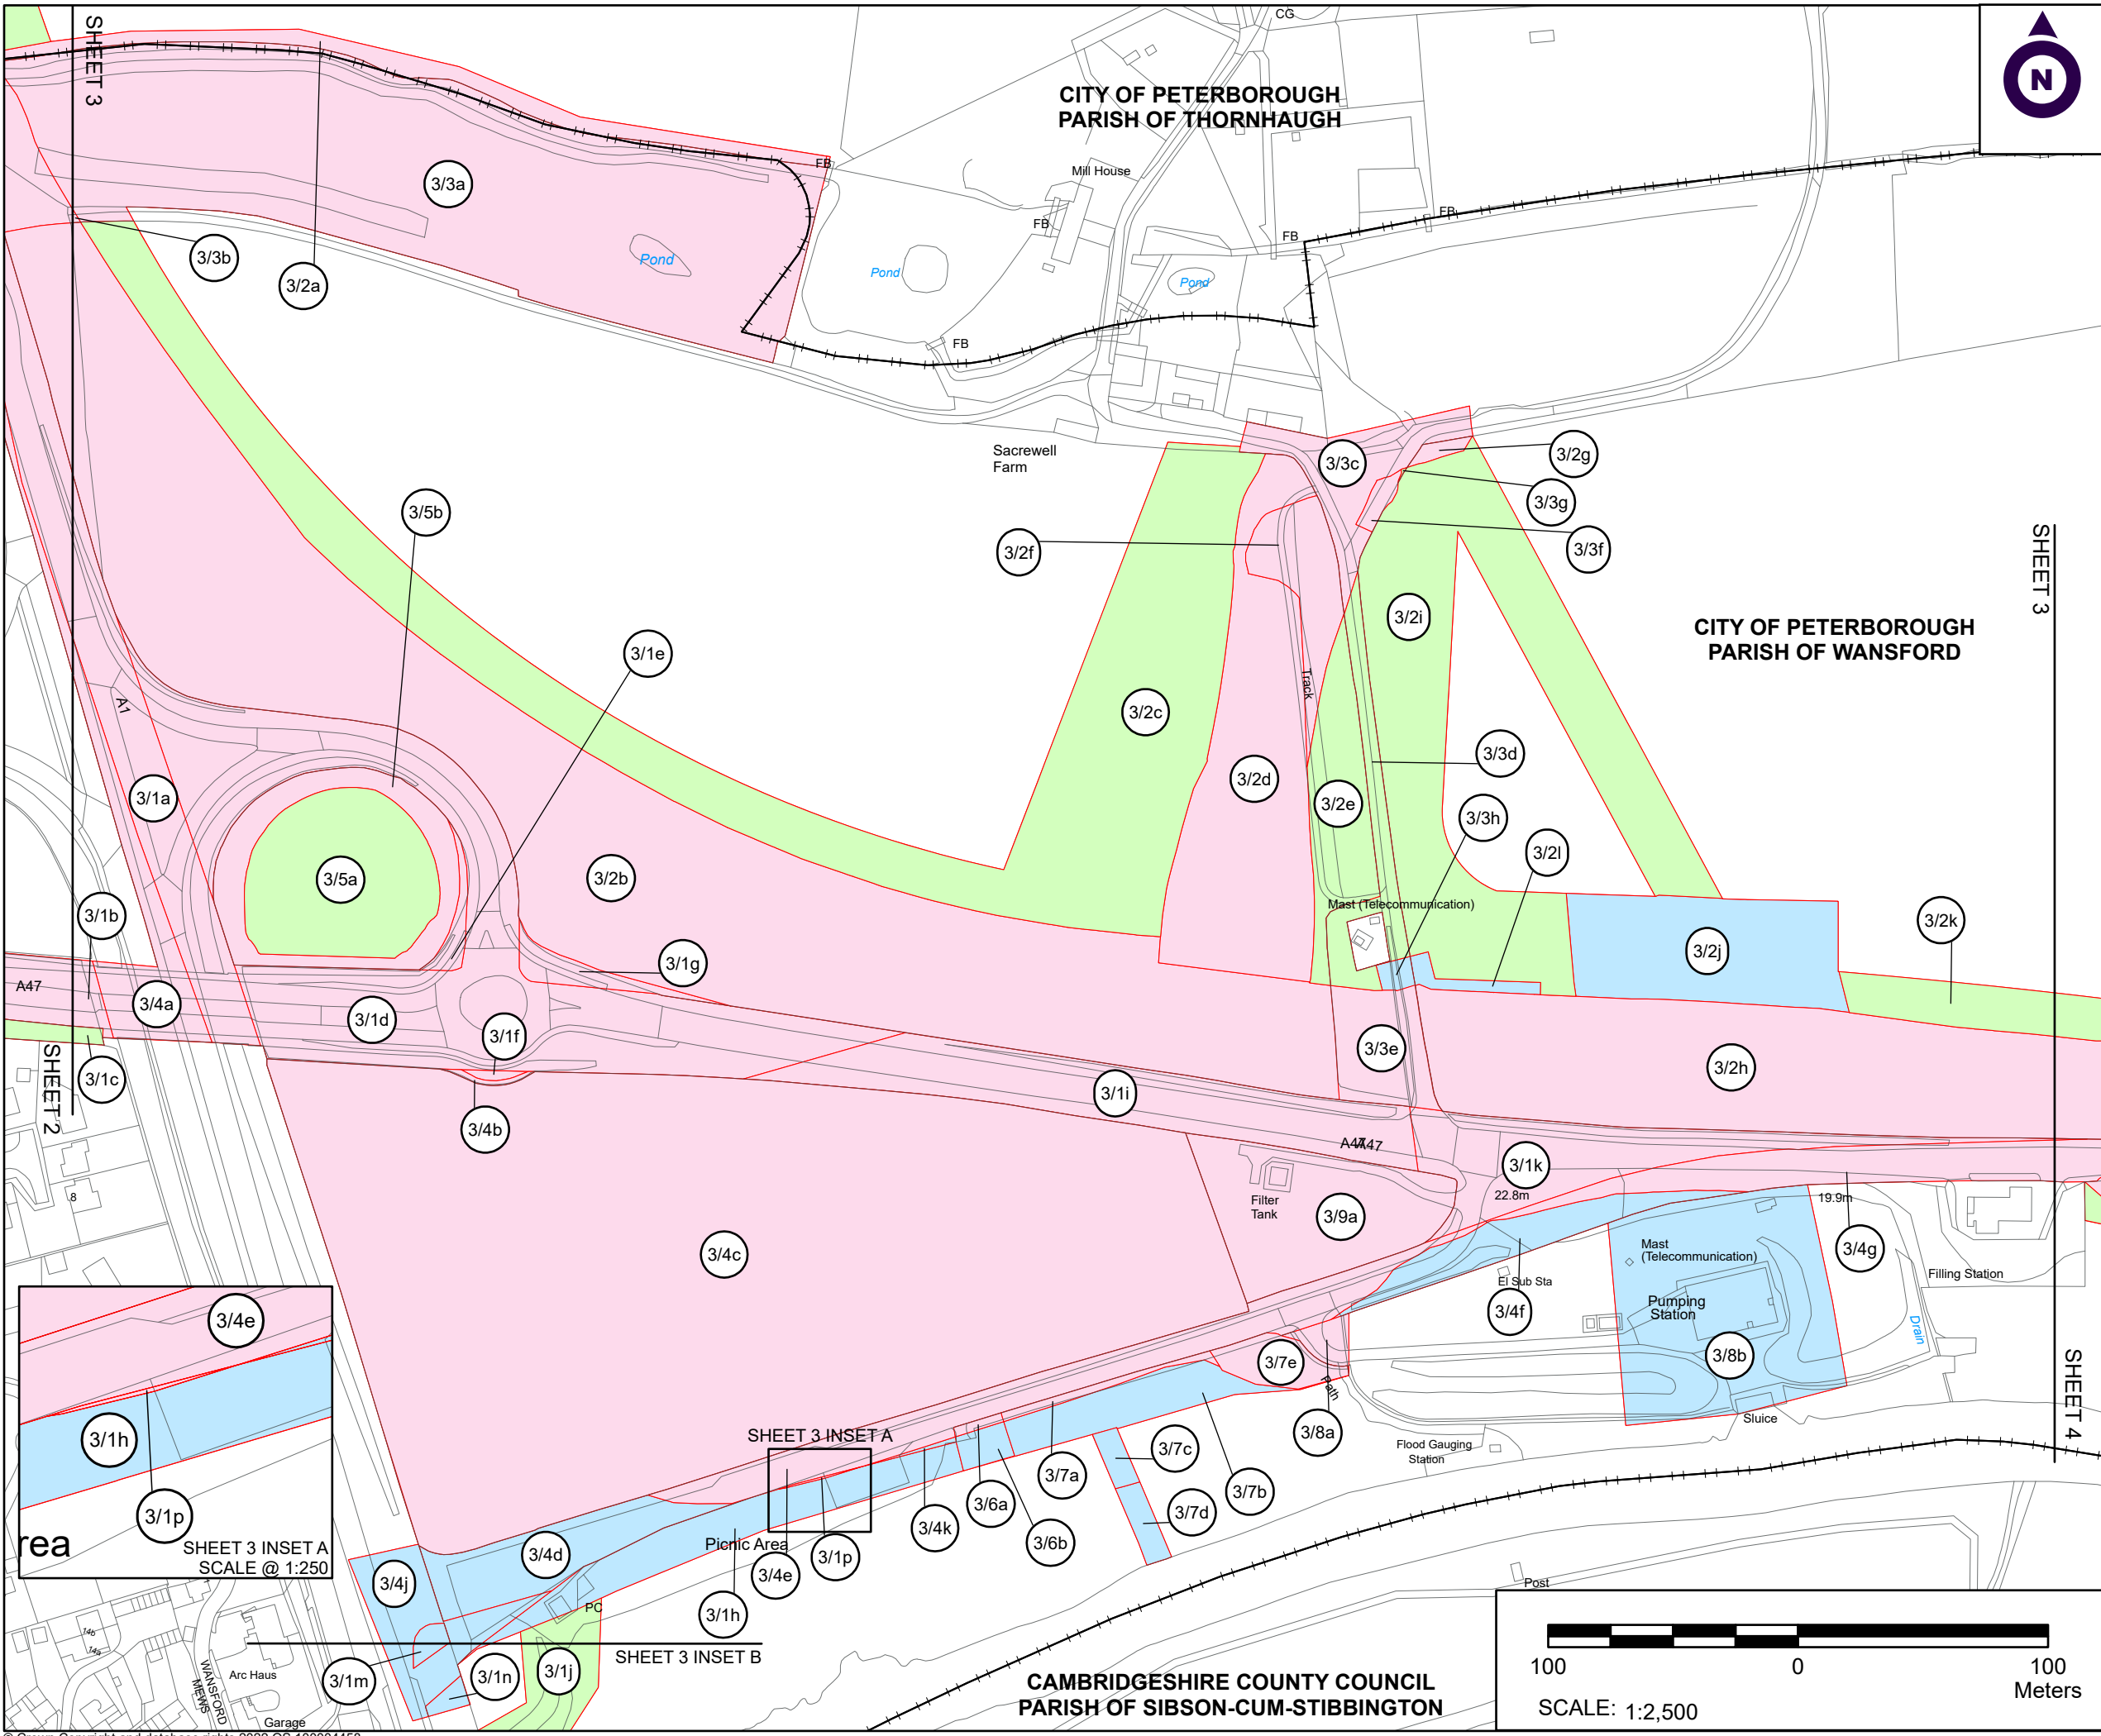 SHEET 3
CG
N
CITY OF PETERBOROUGH
PARISH OF THORNHAUGH
FB
Mill House
3/3a
FB
FB
FB
3/3b
Pond
Pond
Pond
3/2a
FB
Sacrewell
Farm
3/3c
3/2g
3/3g
3/5b
3/2f
3/3f
SHEET 3
3/2i
CITY OF PETERBOROUGH
PARISH OF WANSFORD
3/1e
Track
A1
3/2c
3/3d
3/2d
3/1a
3/2e
3/3h
3/2l
3/5a
3/2b
3/1b
Mast (Telecommunication)
3/2k
3/2j
3/1g
A47
3/4a
3/1d
3/1f
3/3e
3/2h
SHEET 2
3/1c
3/1i
3/4b
A47
A47
3/1k
8
22.8m
19.9m
Filter
Tank
3/9a
3/4c
Mast
(Telecommunication)
3/4g
Filling Station
El Sub Sta
3/4f
Pumping
Station
Drain
3/4e
3/8b
3/7e
SHEET 4
Path
3/1h
Sluice
3/8a
SHEET 3 INSET A
Flood Gauging
Station
3/7c
3/7a
3/7b
3/6a
3/1p
3/7d
3/4k
rea
SHEET 3 INSET A
SCALE @ 1:250
Picnic Area
3/6b
3/4d
3/1p
3/4e
3/4j
Post
PC
3/1h
14b
14a
SHEET 3 INSET B
WANSFORD
MEWS
Arc Haus
3/1m
3/1n
3/1j
CAMBRIDGESHIRE COUNTY COUNCIL
PARISH OF SIBSON-CUM-STIBBINGTON
100 0 100
Meters
SCALE: 1:2,500
Garage